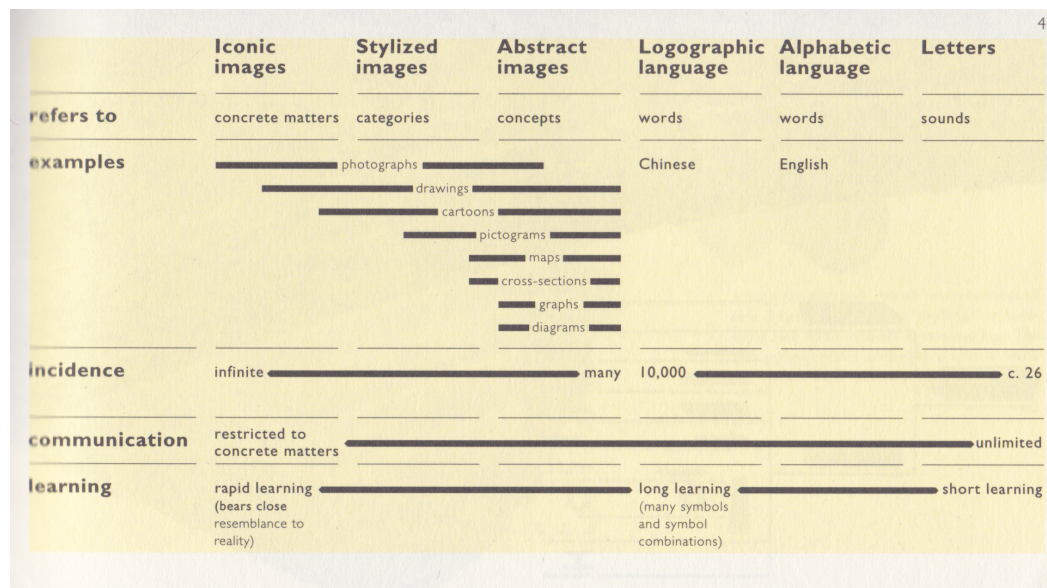 4
Iconic images
Stylized images
Abstract images
Logographic language
Alphabetic language
Letters
refers to
concrete matters
categories
concepts
words
words
sounds
examples
photographs
Chinese
English
drawings
cartoons
pictograms
maps
cross-sections
graphs
diagrams
incidence
infinite
many
10,000
c. 26
communication
restricted to
concrete matters
unlimited
learning
rapid learning
(bears close
resemblance to
reality)
long learning
(many symbols
and symbol
combinations)
short learning